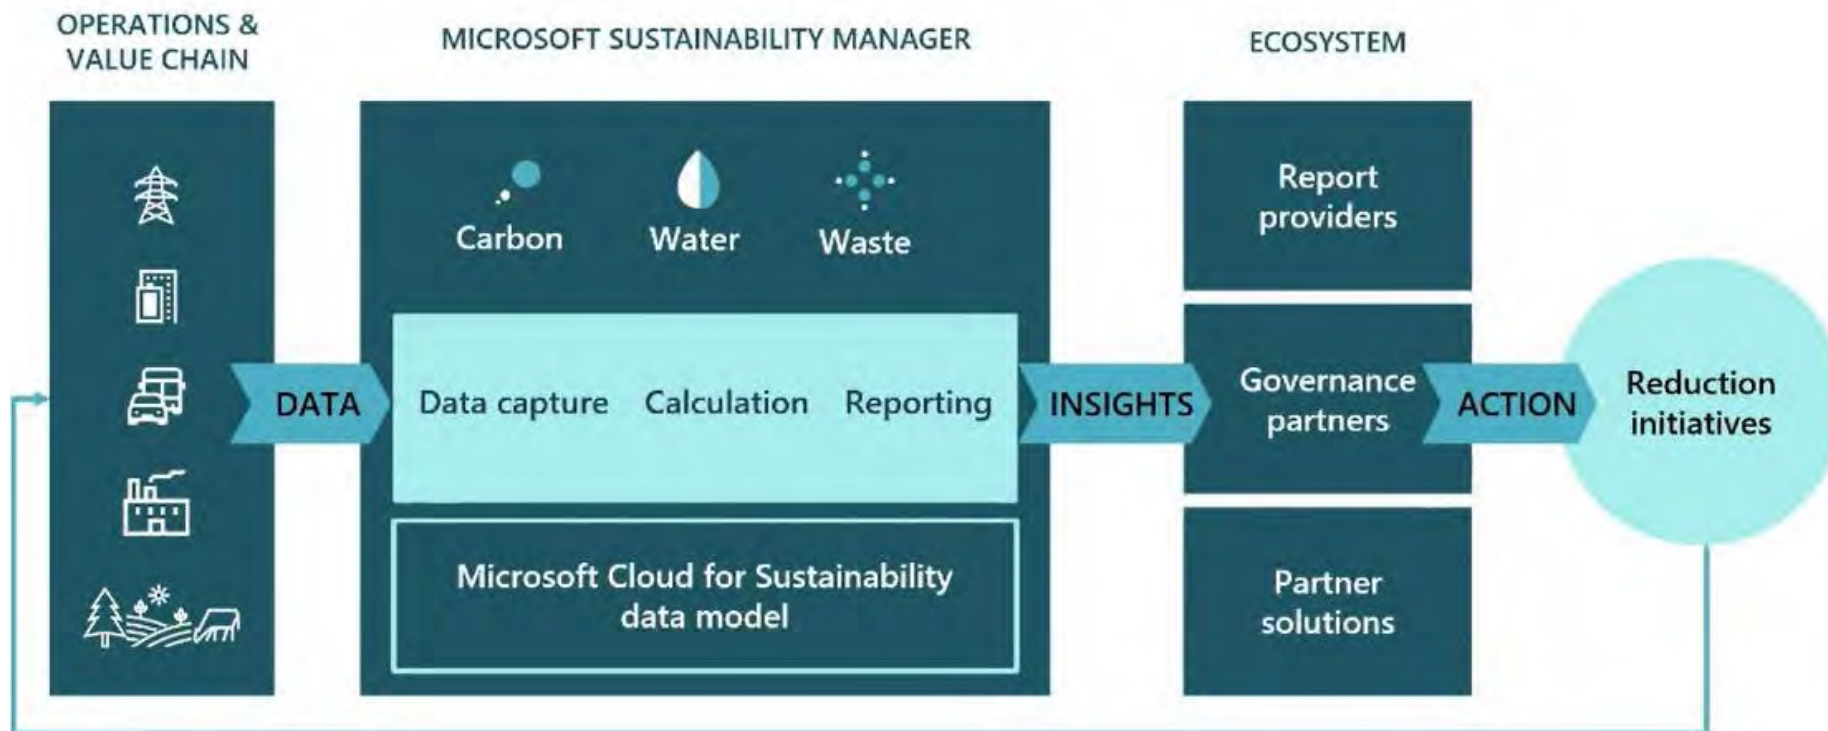 OPERATIONS &
VALUE CHAIN
MICROSOFT SUSTAINABILITY MANAGER
ECOSYSTEM
Carbon
Water
Waste
DATA
Data capture
Calculation
Reporting
Microsoft Cloud for Sustainability
data model
INSIGHTS
Report
providers
Governance
partners
Partner
solutions
ACTION
Reduction
initiatives